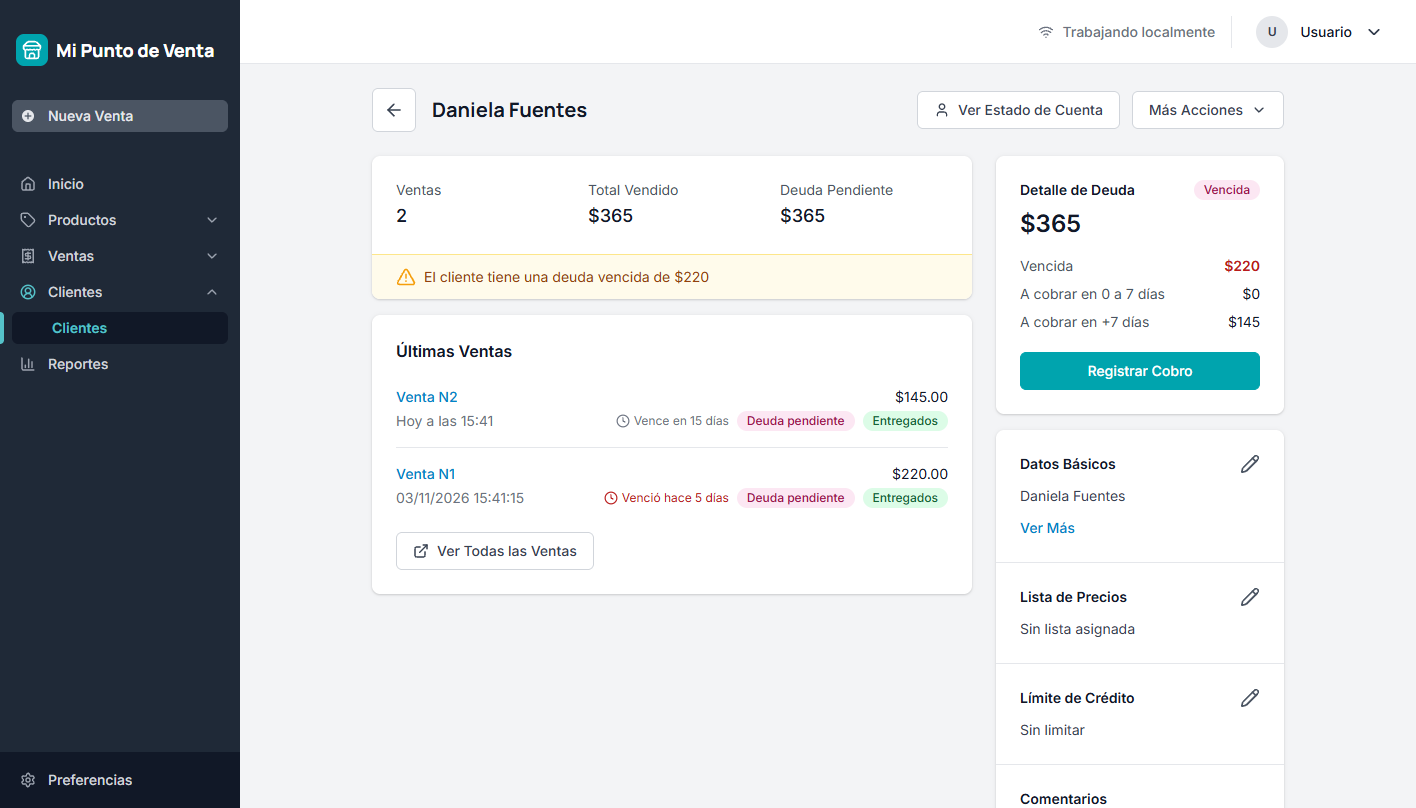 Mi Punto de Venta
Nueva Venta
Inicio
Productos
Ventas
Clientes
Clientes
Reportes
Preferencias
Trabajando localmente
U
Usuario
Daniela Fuentes
Ver Estado de Cuenta
Más Acciones
Ventas
2
Total Vendido
$365
Deuda Pendiente
$365
El cliente tiene una deuda vencida de $220
Últimas Ventas
Venta N2 $145.00
Hoy a las 15:41 Vence en 15 días Deuda pendiente Entregados
Venta N1 $220.00
03/11/2026 15:41:15 Venció hace 5 días Deuda pendiente Entregados
Ver Todas las Ventas
Detalle de Deuda Vencida
$365
Vencida $220
A cobrar en 0 a 7 días $0
A cobrar en +7 días $145
Registrar Cobro
Datos Básicos
Daniela Fuentes
Ver Más
Lista de Precios
Sin lista asignada
Límite de Crédito
Sin limitar
Comentarios